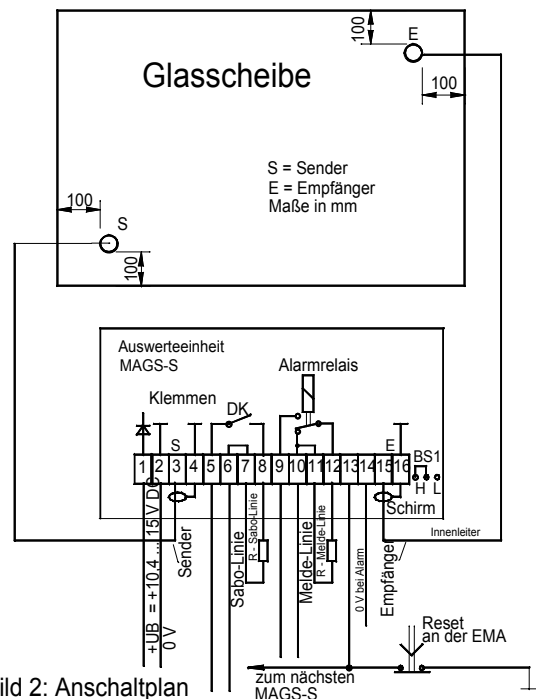 100
E
Glasscheibe
100
S = Sender
E = Empfänger
Maße in mm
100
S
100
Auswerteeinheit
MAGS-S
Alarmrelais
Klemmen
DK
S
E
BS1
1 2 3 4 5 6 7 8 9 10 11 12 13 14 15 16
H L
Schirm
Innenleiter
+UB = +10,4 ... 15 V DC
0 V
Sender
Sabo-Linie
R - Sabo-Linie
Melde-Linie
R - Melde-Linie
0 V bei Alarm
Empfänger
Reset
an der EMA
zum nächsten
MAGS-S
ild 2: Anschaltplan